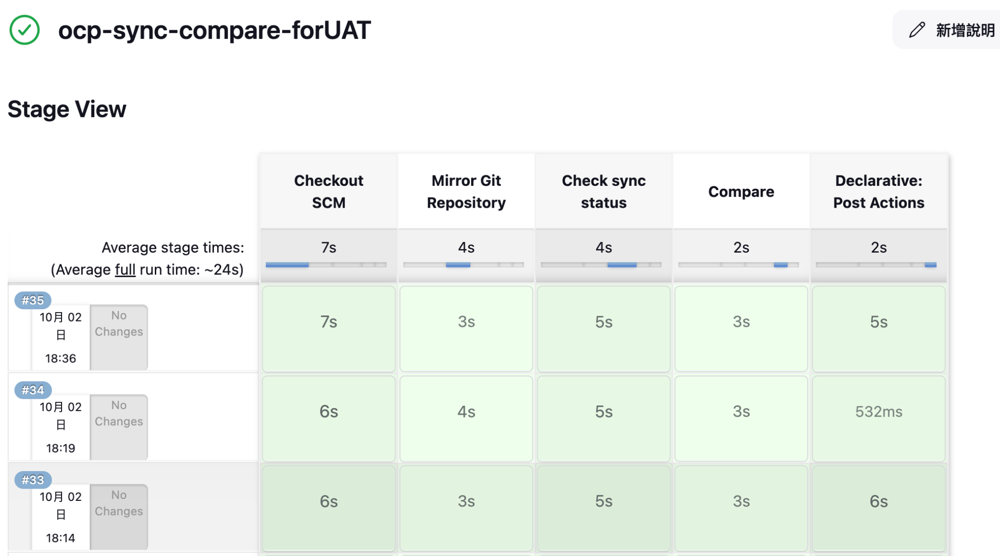 ocp-sync-compare-forUAT
新增說明
Stage View
Checkout
SCM
Mirror Git
Repository
Check sync
status
Compare
Declarative:
Post Actions
Average stage times:
(Average full run time: ~24s)
7s
4s
4s
2s
2s
#35
10月 02
日
18:36
No
Changes
7s
3s
5s
3s
5s
#34
10月 02
日
18:19
No
Changes
6s
4s
5s
3s
532ms
#33
10月 02
日
18:14
No
Changes
6s
3s
5s
3s
6s